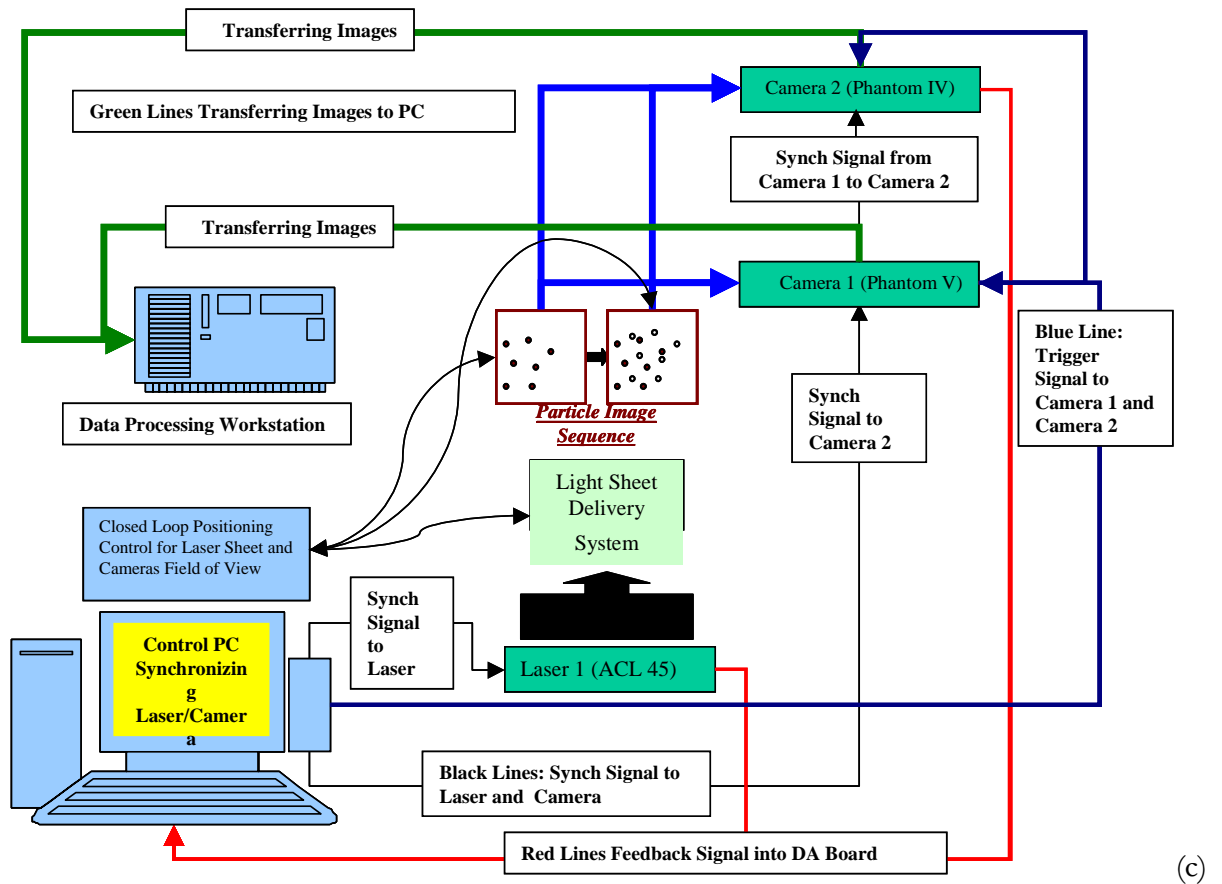 Transferring Images
Camera 2 (Phantom IV)
Green Lines Transferring Images to PC
Synch Signal from
Camera 1 to Camera 2
Transferring Images
Camera 1 (Phantom V)
Blue Line:
Trigger
Signal to
Camera 1 and
Camera 2
Synch
Signal to
Camera 2
Data Processing Workstation
Particle Image
Sequence
Light Sheet
Delivery
System
Closed Loop Positioning
Control for Laser Sheet and
Cameras Field of View
Synch
Signal
to
Laser
Control PC
Synchronizin
g
Laser/Camer
a
Laser 1 (ACL 45)
Black Lines: Synch Signal to
Laser and Camera
Red Lines Feedback Signal into DA Board
(c)